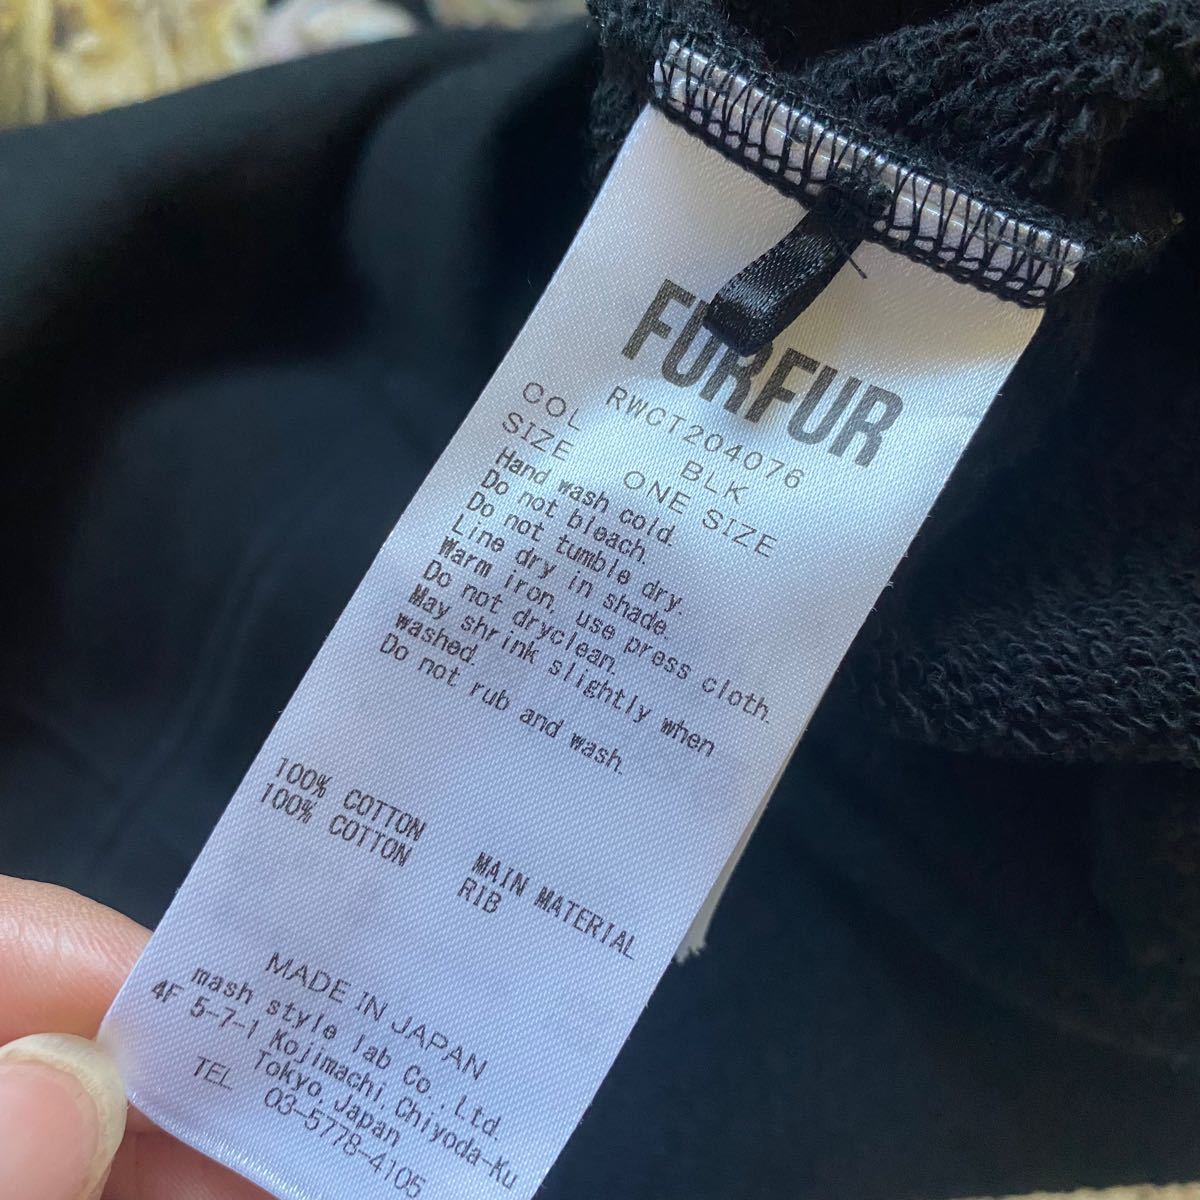 FURFUR
RWCT204076
COL BLK
SIZE ONE SIZE
Hand wash cold.
Do not bleach.
Do not tumble dry.
Line dry in shade.
Warm iron, use press cloth.
Do not dryclean.
May shrink slightly when
washed.
Do not rub and wash.
100% COTTON MAIN MATERIAL
100% COTTON RIB
MADE IN JAPAN
mash style lab Co., Ltd.
4F 5-7-1 Kojimachi, Chiyoda-Ku
Tokyo, Japan
TEL 03-5778-4105